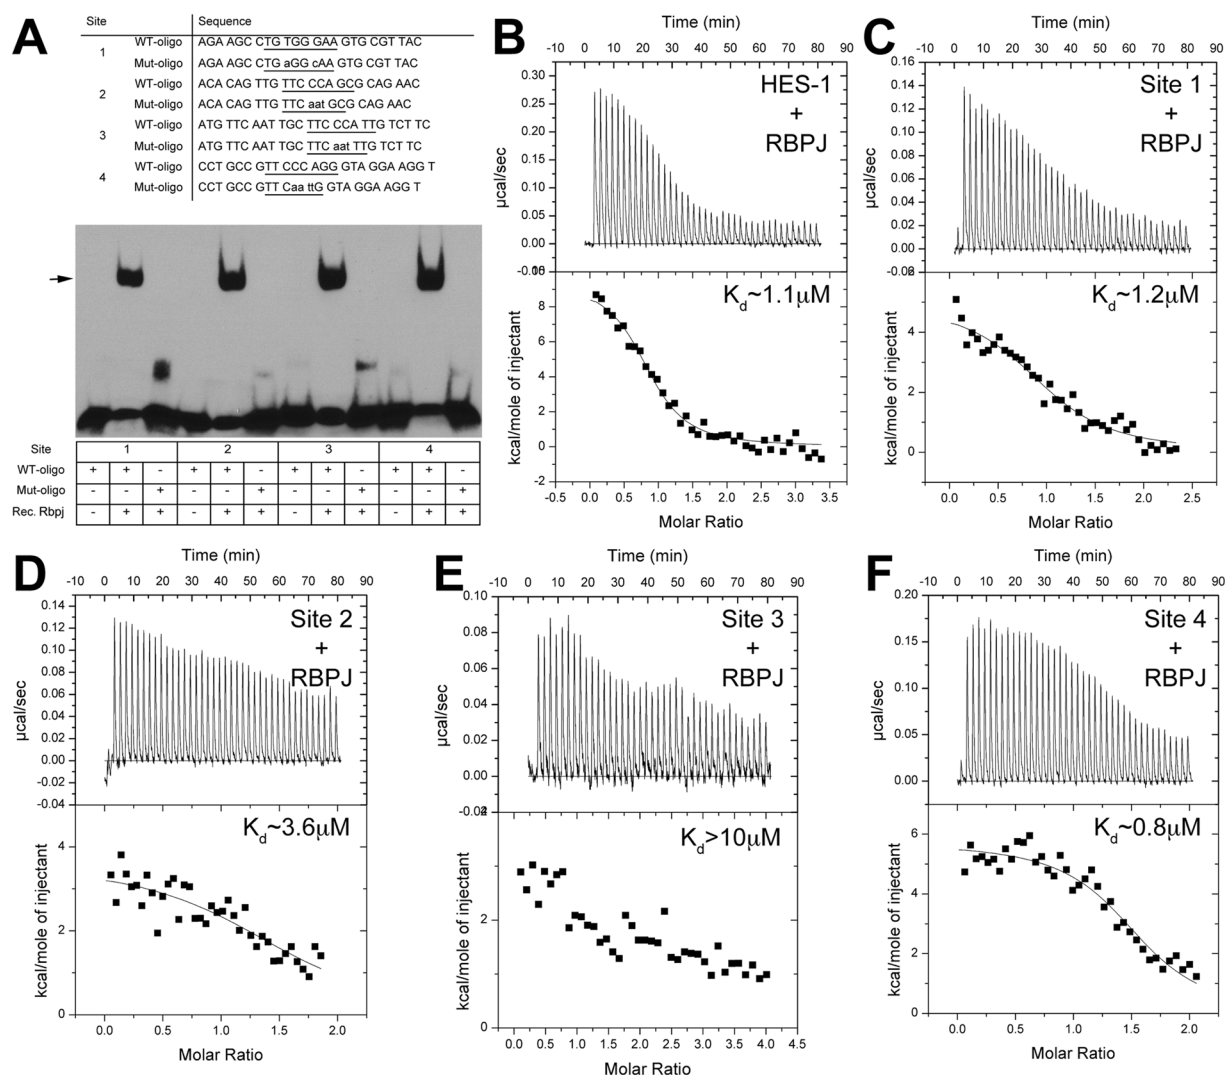 A
Site Sequence
1 WT-oligo AGA AGC CTG TGG GAA GTG CGT TAC
Mut-oligo AGA AGC CTG aGG cAA GTG CGT TAC
2 WT-oligo ACA CAG TTG TTC CCA GCG CAG AAC
Mut-oligo ACA CAG TTG TTC aat GCG CAG AAC
3 WT-oligo ATG TTC AAT TGC TTC CCA TTG TCT TC
Mut-oligo ATG TTC AAT TGC TTC aat TTG TCT TC
4 WT-oligo CCT GCC GTT CCC AGG GTA GGA AGG T
Mut-oligo CCT GCC GTT Caa ttG GTA GGA AGG T
Site 1 2 3 4
WT-oligo + + - + + - + + - + + -
Mut-oligo - - + - - + - - + - - +
Rec. Rbpj - + + - + + - + + - + +
B
Time (min)
-10 0 10 20 30 40 50 60 70 80 90
0.30
0.25
0.20
0.15
0.10
0.05
0.00
-0.05
µcal/sec
HES-1
+
RBPJ
10
8
6
4
2
0
-2
kcal/mole of injectant
Kd~1.1µM
0.0 0.5 1.0 1.5 2.0 2.5 3.0 3.5
Molar Ratio
C
Time (min)
-10 0 10 20 30 40 50 60 70 80 90
0.16
0.14
0.12
0.10
0.08
0.06
0.04
0.02
0.00
-0.02
µcal/sec
Site 1
+
RBPJ
6
4
2
0
kcal/mole of injectant
Kd~1.2µM
0.0 0.5 1.0 1.5 2.0 2.5
Molar Ratio
D
Time (min)
-10 0 10 20 30 40 50 60 70 80 90
0.14
0.12
0.10
0.08
0.06
0.04
0.02
0.00
-0.02
-0.04
µcal/sec
Site 2
+
RBPJ
4
2
0
kcal/mole of injectant
Kd~3.6µM
0.0 0.5 1.0 1.5 2.0
Molar Ratio
E
Time (min)
-10 0 10 20 30 40 50 60 70 80 90
0.10
0.08
0.06
0.04
0.02
0.00
-0.02
µcal/sec
Site 3
+
RBPJ
4
2
0
kcal/mole of injectant
Kd>10µM
0.0 0.5 1.0 1.5 2.0 2.5 3.0 3.5 4.0 4.5
Molar Ratio
F
Time (min)
-10 0 10 20 30 40 50 60 70 80 90
0.20
0.15
0.10
0.05
0.00
µcal/sec
Site 4
+
RBPJ
6
4
2
0
kcal/mole of injectant
Kd~0.8µM
0.0 0.5 1.0 1.5 2.0
Molar Ratio